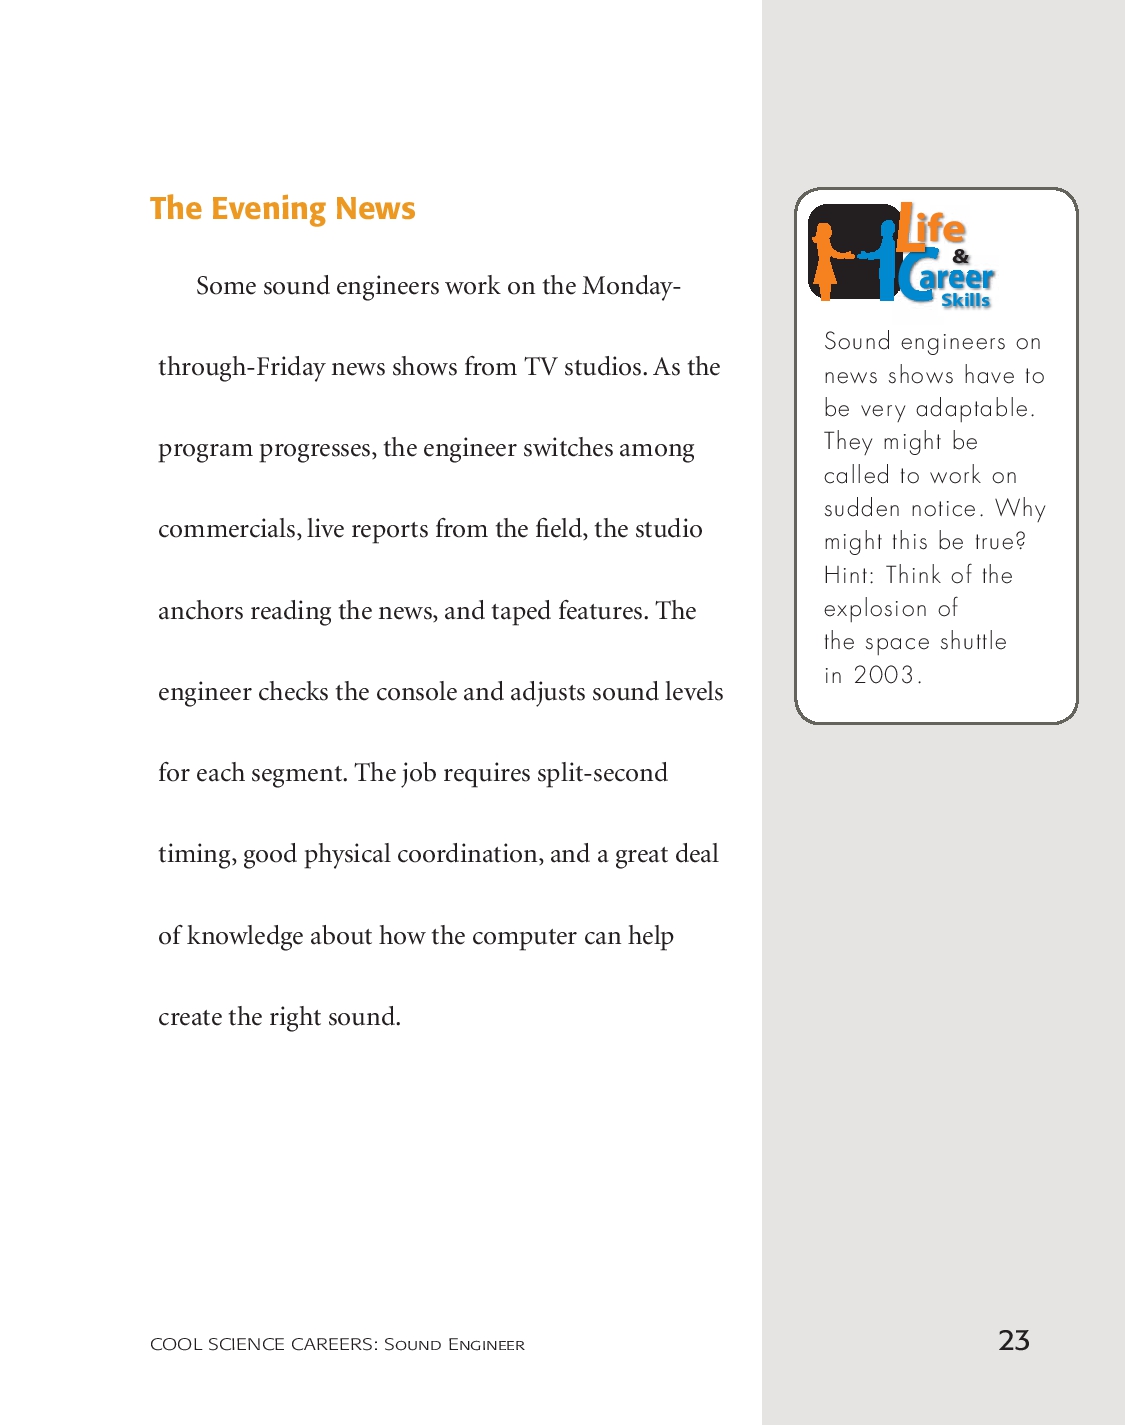 The Evening News
Some sound engineers work on the Monday-
through-Friday news shows from TV studios. As the
program progresses, the engineer switches among
commercials, live reports from the field, the studio
anchors reading the news, and taped features. The
engineer checks the console and adjusts sound levels
for each segment. The job requires split-second
timing, good physical coordination, and a great deal
of knowledge about how the computer can help
create the right sound.
Life
&
Career
Skills
Sound engineers on
news shows have to
be very adaptable.
They might be
called to work on
sudden notice. Why
might this be true?
Hint: Think of the
explosion of
the space shuttle
in 2003.
COOL SCIENCE CAREERS: SOUND ENGINEER
23